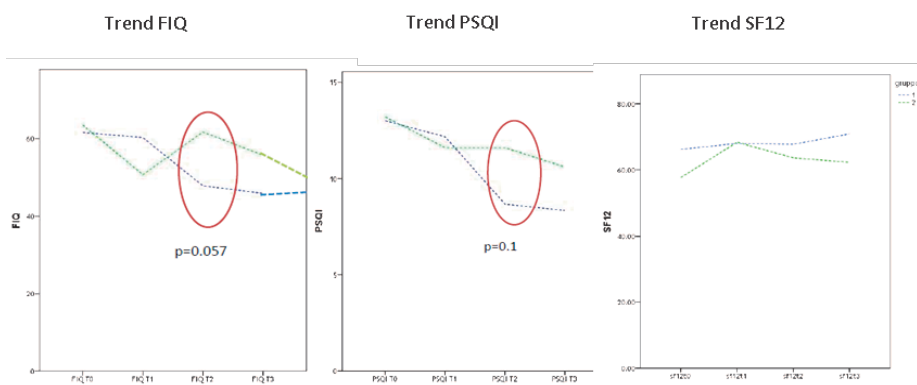 Trend FIQ
Trend PSQI
Trend SF12
60
40
20
0
FIQ
p=0.057
FIQ T0
FIQ T1
FIQ T2
FIQ T3
15
10
5
0
PSQI
p=0.1
PSQI T0
PSQI T1
PSQI T2
PSQI T3
80.00
60.00
40.00
20.00
.00
SF12
sf12t0
sf12t1
sf12t2
sf12t3
1
2